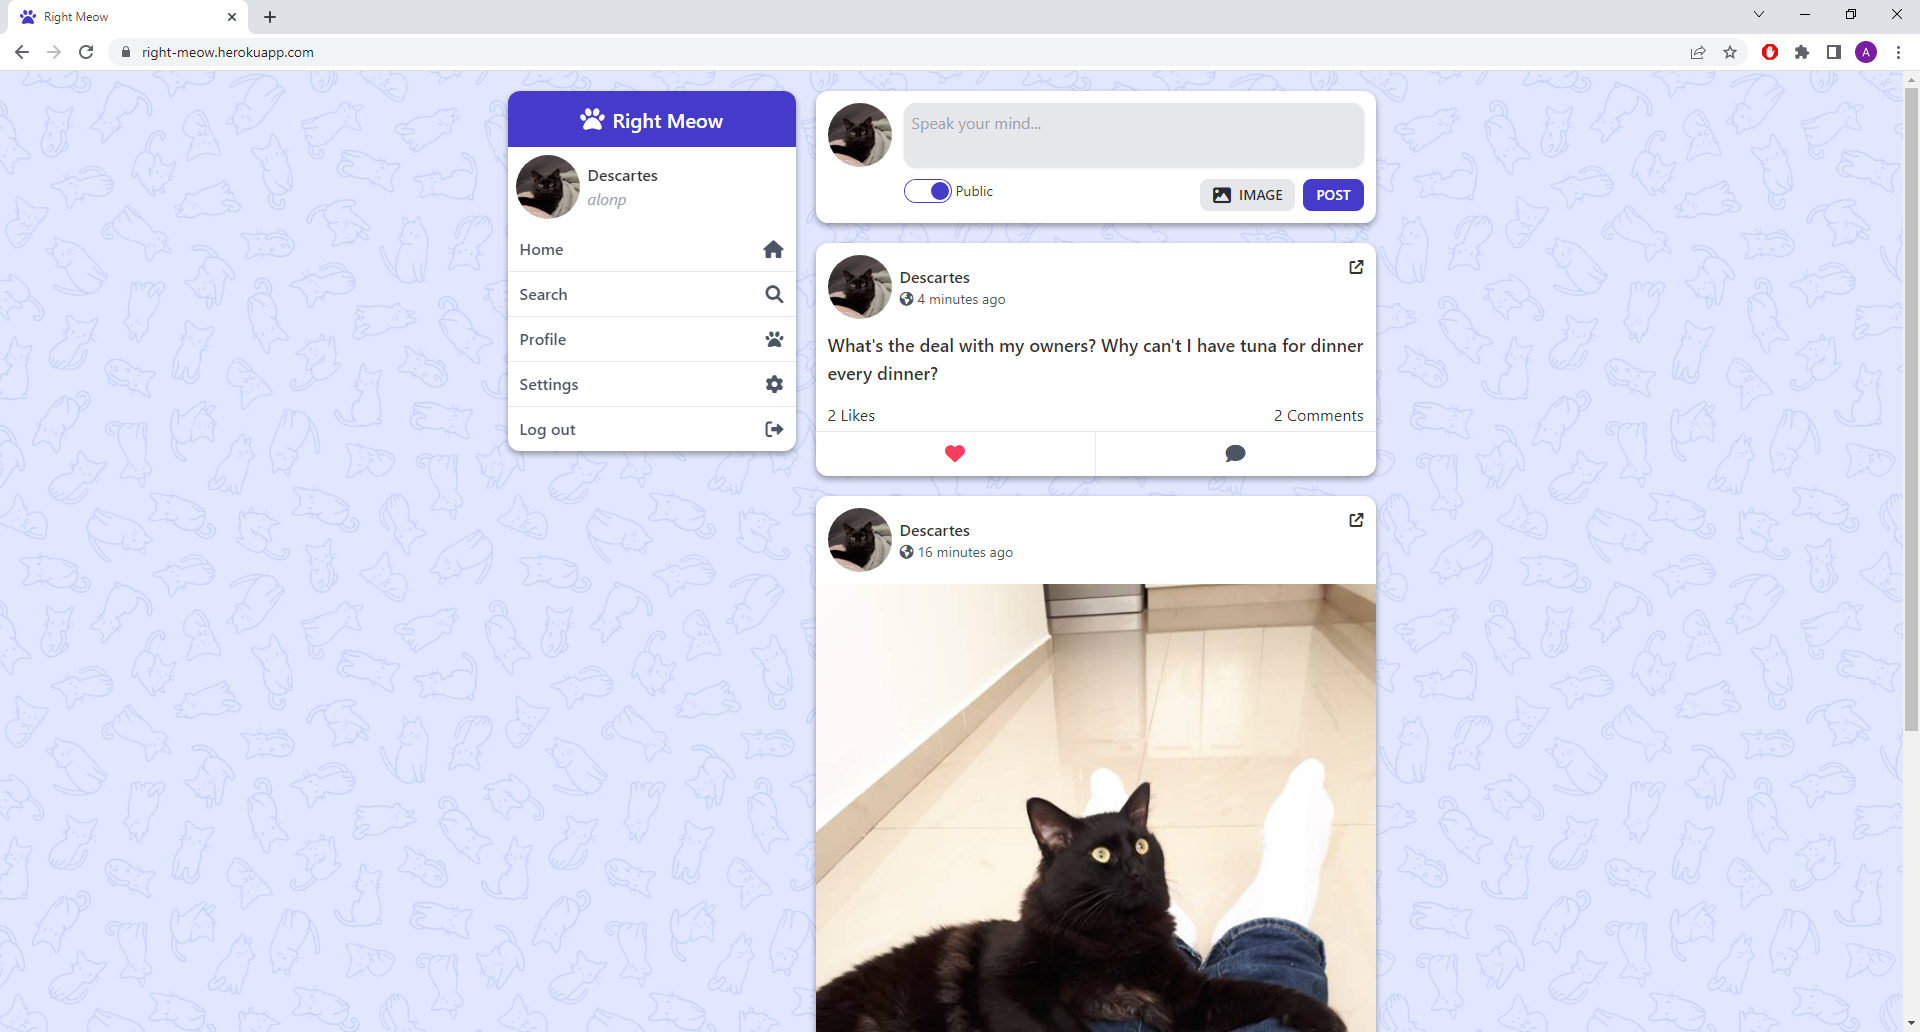 Right Meow
right-meow.herokuapp.com
A
Right Meow
Descartes
alonp
Home
Search
Profile
Settings
Log out
Speak your mind...
Public
IMAGE
POST
Descartes
4 minutes ago
What's the deal with my owners? Why can't I have tuna for dinner
every dinner?
2 Likes
2 Comments
Descartes
16 minutes ago